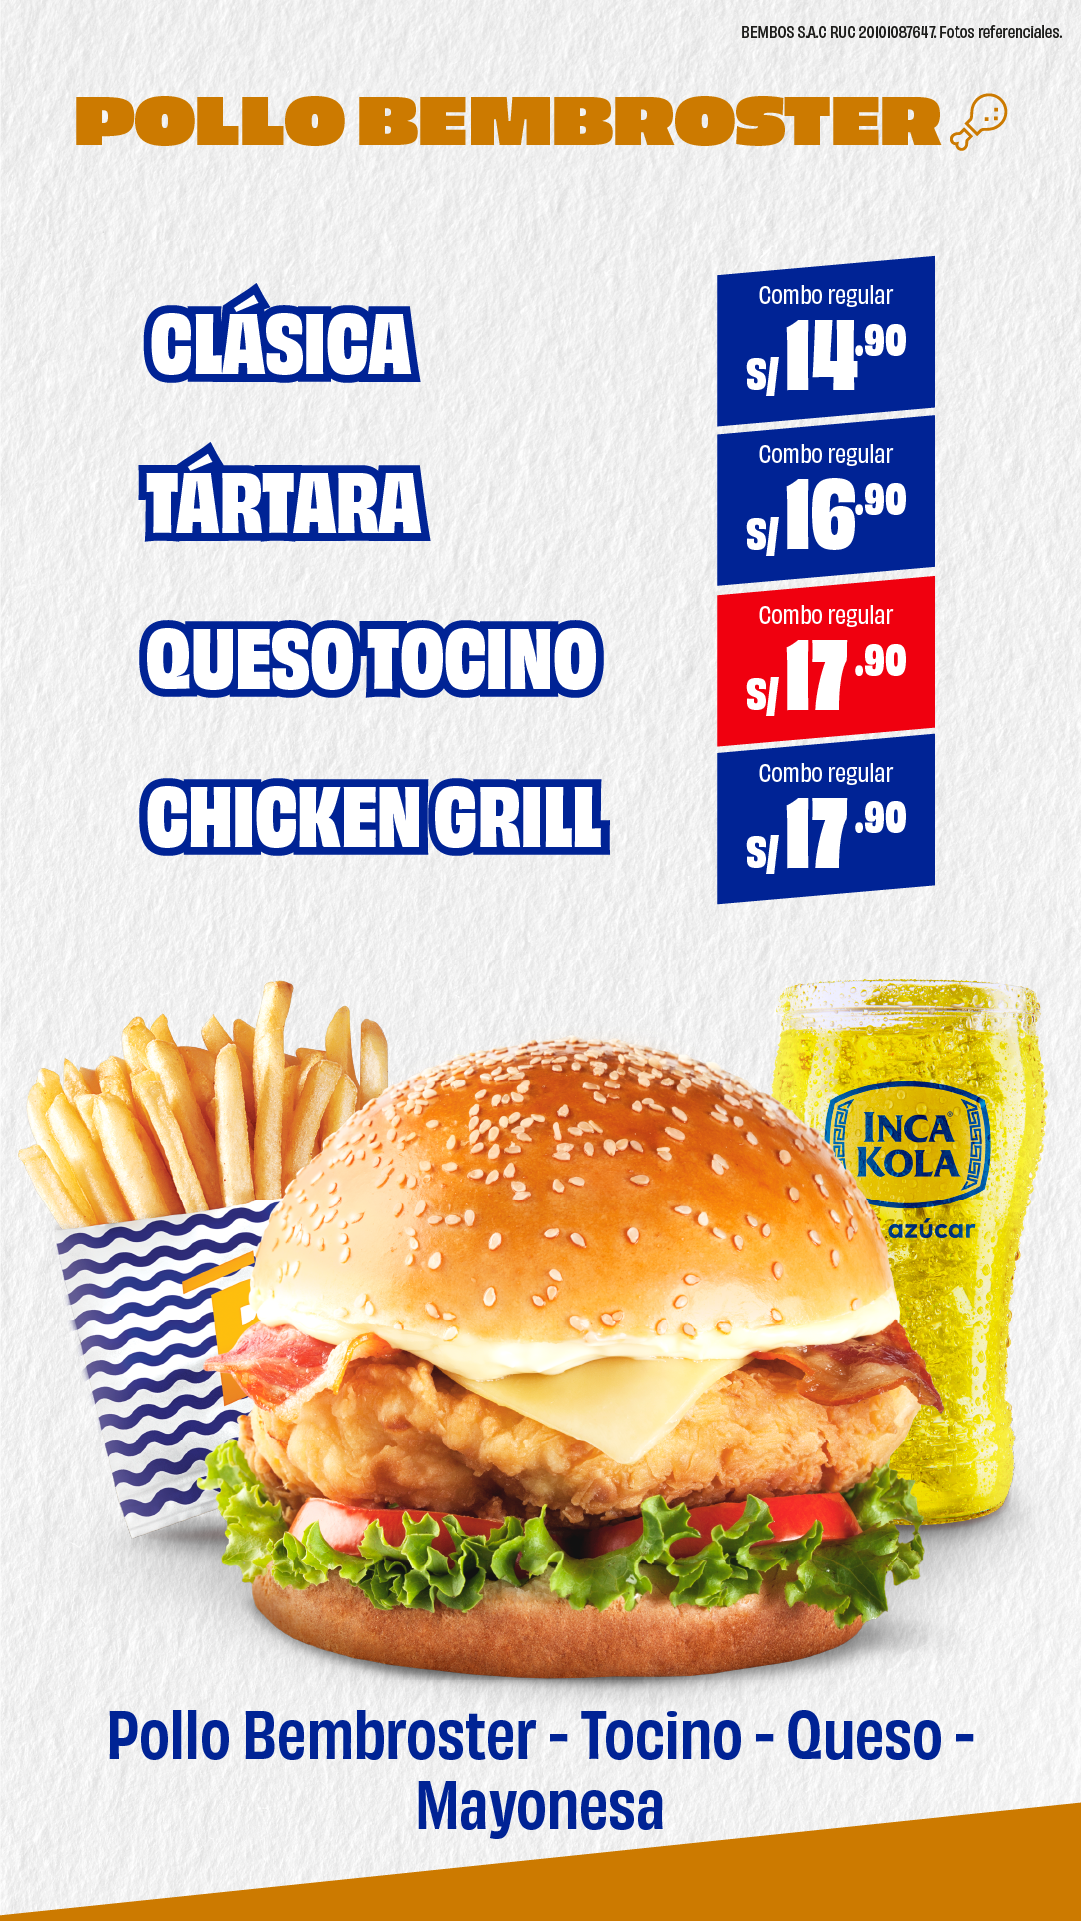 BEMBOS S.A.C RUC 20101087647. Fotos referenciales.
POLLO BEMBROSTER
CLÁSICA
Combo regular
S/14.90
TÁRTARA
Combo regular
S/16.90
QUESO TOCINO
Combo regular
S/17.90
CHICKEN GRILL
Combo regular
S/17.90
INCA
KOLA
azúcar
Pollo Bembroster - Tocino - Queso -
Mayonesa